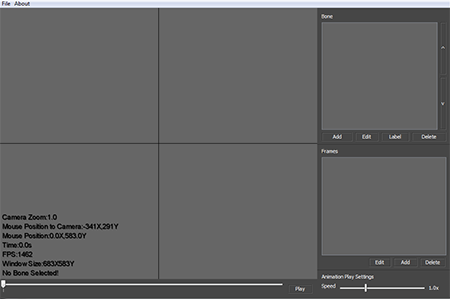 File About
Bone
Add Edit Label Delete
Frames
Camera Zoom:1.0
Mouse Position to Camera:-341X,291Y
Mouse Position:0.0X,583.0Y
Time:0.0s
FPS:1462
Window Size:683X583Y
No Bone Selected!
Edit Add Delete
Animation Play Settings
Play
Speed 1.0x